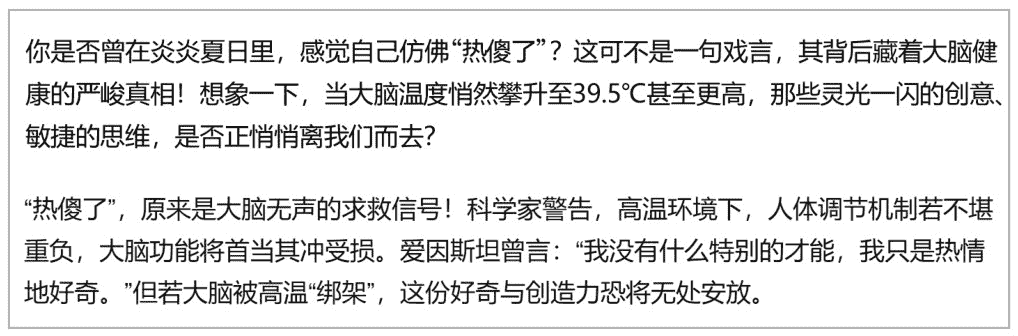 你是否曾在炎炎夏日里，感觉自己仿佛“热傻了”？这可不是一句戏言，其背后藏着大脑健
康的严峻真相！想象一下，当大脑温度悄然攀升至39.5℃甚至更高，那些灵光一闪的创意、
敏捷的思维，是否正悄悄离我们而去？
“热傻了”，原来是大脑无声的求救信号！科学家警告，高温环境下，人体调节机制若不堪
重负，大脑功能将首当其冲受损。爱因斯坦曾言：“我没有什么特别的才能，我只是热情
地好奇。”但若大脑被高温“绑架”，这份好奇与创造力恐将无处安放。